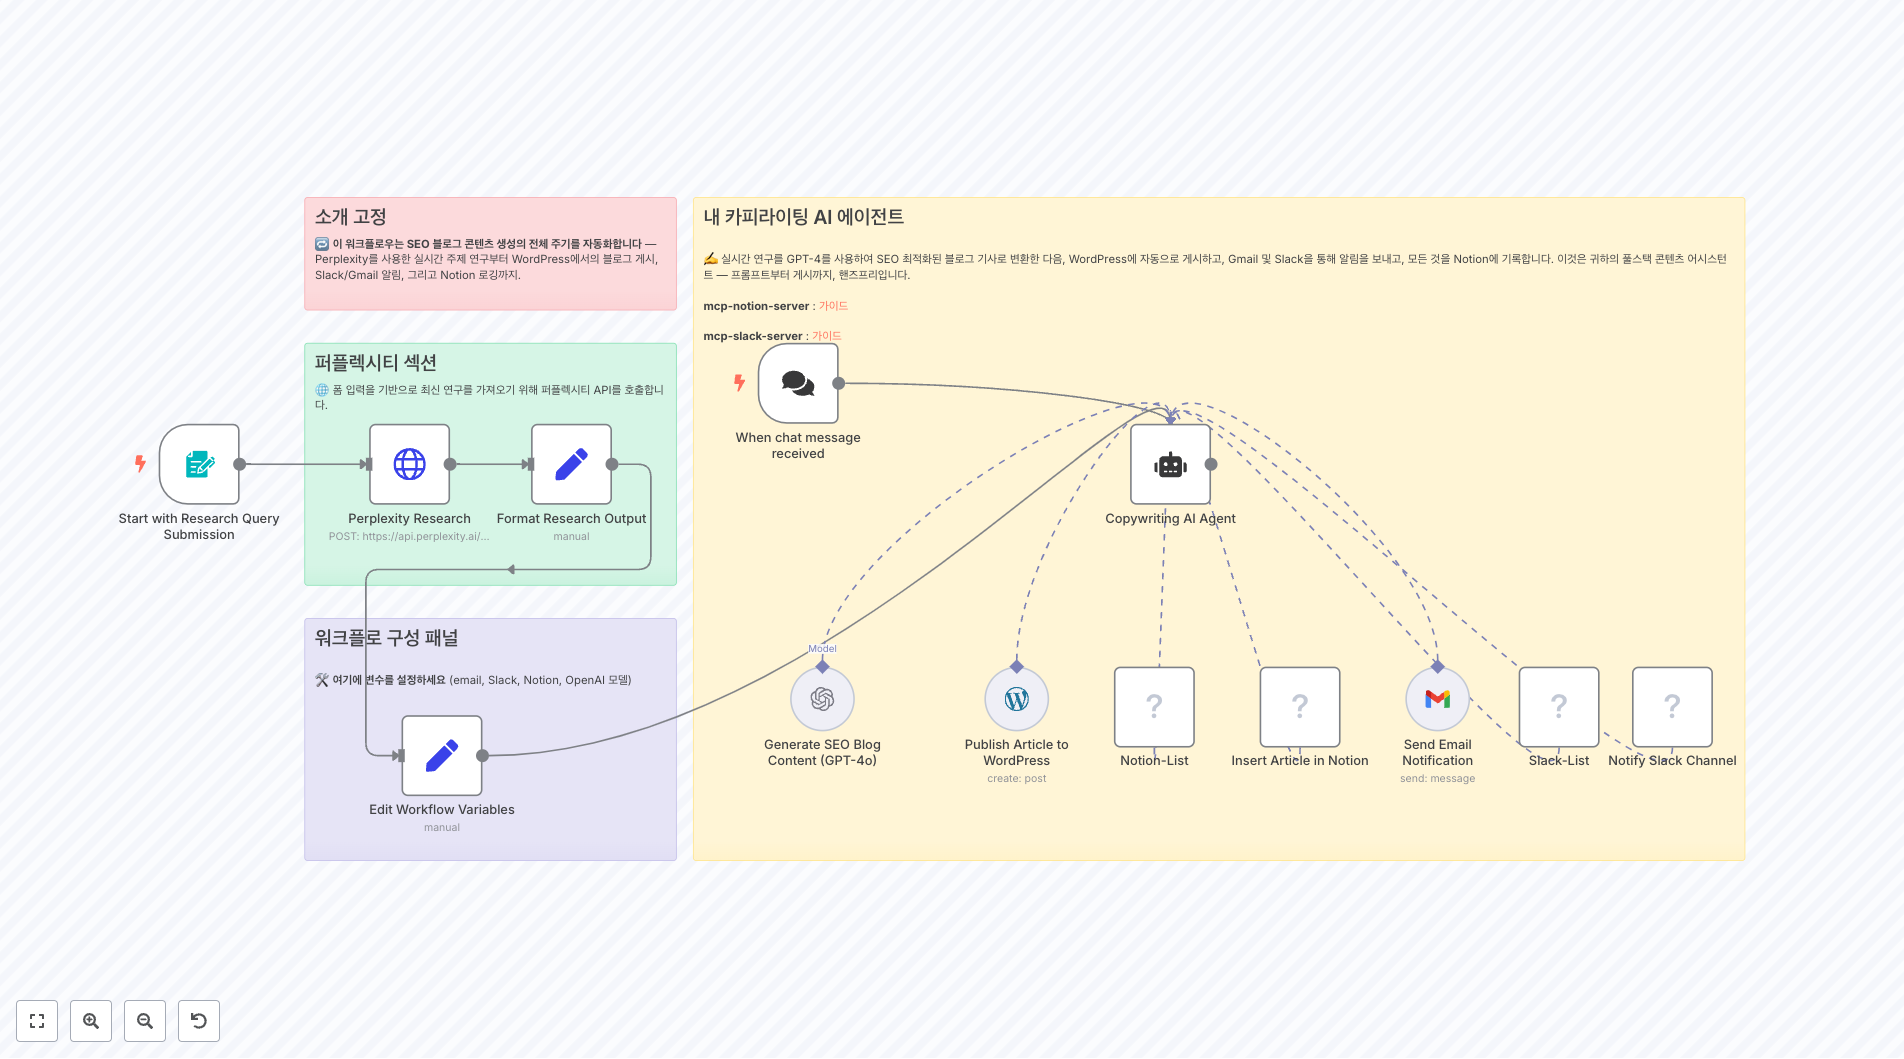 소개 고정
🔁 이 워크플로우는 SEO 블로그 콘텐츠 생성의 전체 주기를 자동화합니다 —
Perplexity를 사용한 실시간 주제 연구부터 WordPress에서의 블로그 게시,
Slack/Gmail 알림, 그리고 Notion 로깅까지.
퍼플렉시티 섹션
🌐 폼 입력을 기반으로 최신 연구를 가져오기 위해 퍼플렉시티 API를 호출합니
다.
Start with Research Query
Submission
Perplexity Research
POST: https://api.perplexity.ai/...
Format Research Output
manual
워크플로 구성 패널
🛠️ 여기에 변수를 설정하세요 (email, Slack, Notion, OpenAI 모델)
Edit Workflow Variables
manual
내 카피라이팅 AI 에이전트
✍️ 실시간 연구를 GPT-4를 사용하여 SEO 최적화된 블로그 기사로 변환한 다음, WordPress에 자동으로 게시하고, Gmail 및 Slack을 통해 알림을 보내고, 모든 것을 Notion에 기록합니다. 이것은 귀하의 풀스택 콘텐츠 어시스턴
트 — 프롬프트부터 게시까지, 핸즈프리입니다.
mcp-notion-server : 가이드
mcp-slack-server : 가이드
When chat message
received
Copywriting AI Agent
Model
Generate SEO Blog
Content (GPT-4o)
Publish Article to
WordPress
create: post
?
Notion-List
?
Insert Article in Notion
Send Email
Notification
send: message
?
Slack-List
?
Notify Slack Channel